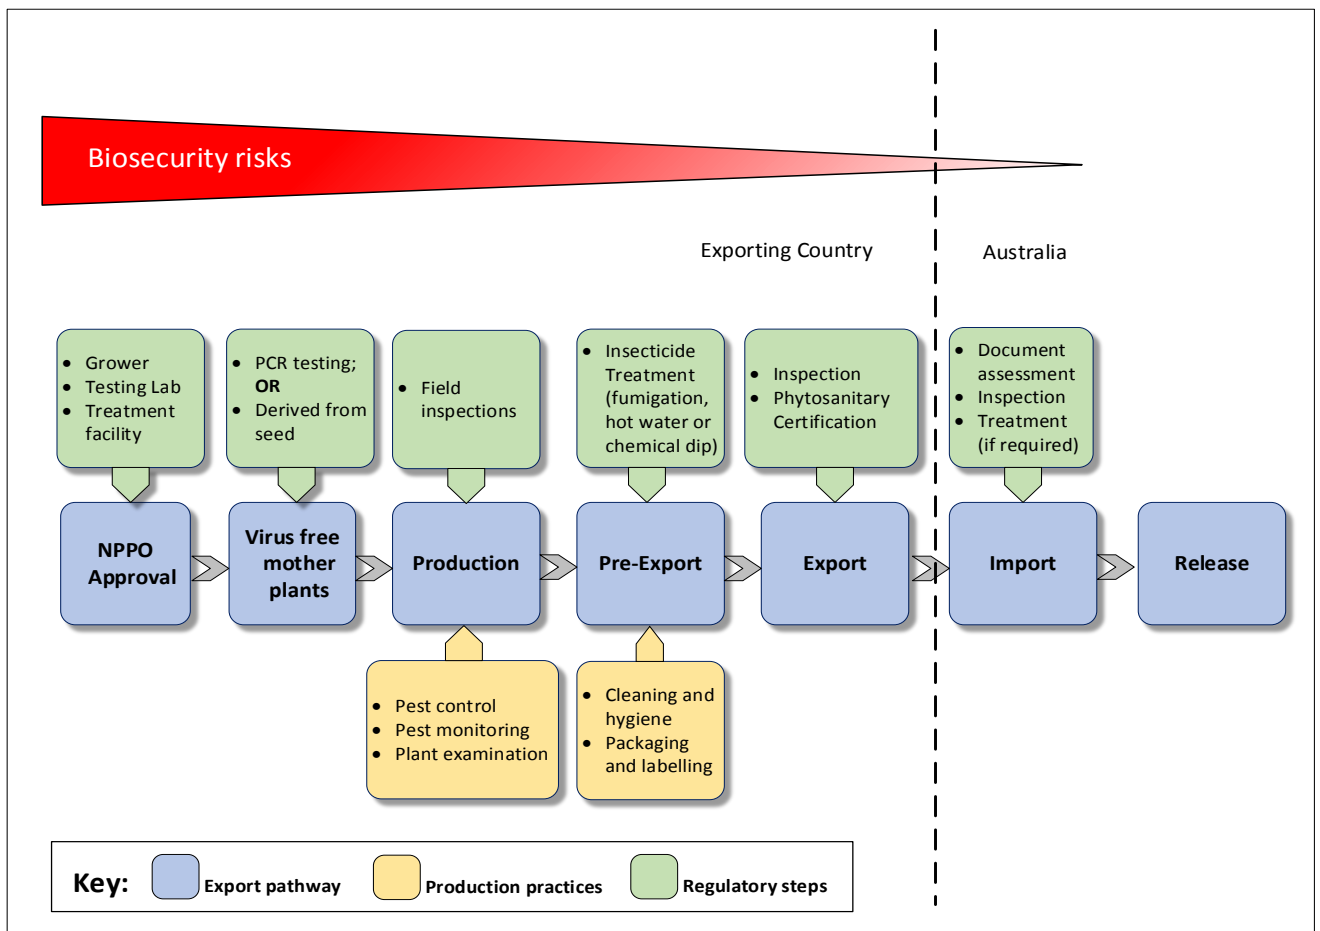 Biosecurity risks
Exporting Country
Australia
• Grower
• Testing Lab
• Treatment
facility
• PCR testing;
OR
• Derived from
seed
• Field
inspections
• Insecticide
Treatment
(fumigation,
hot water or
chemical dip)
• Inspection
• Phytosanitary
Certification
• Document
assessment
• Inspection
• Treatment
(if required)
NPPO
Approval
Virus free
mother
plants
Production
Pre-Export
Export
Import
Release
• Pest control
• Pest monitoring
• Plant examination
• Cleaning and
hygiene
• Packaging
and labelling
Key:
Export pathway
Production practices
Regulatory steps